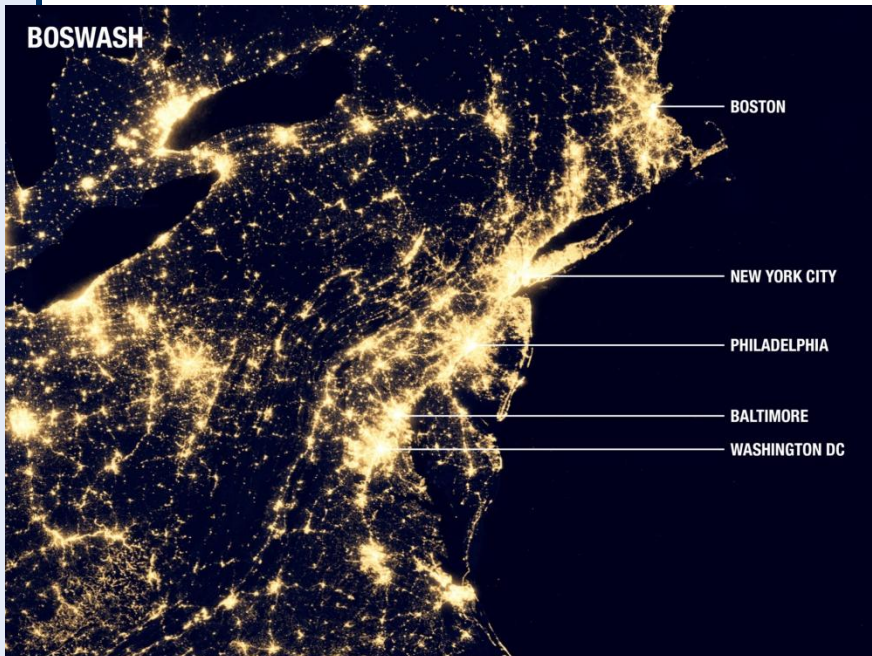 BOSWASH
BOSTON
NEW YORK CITY
PHILADELPHIA
BALTIMORE
WASHINGTON DC